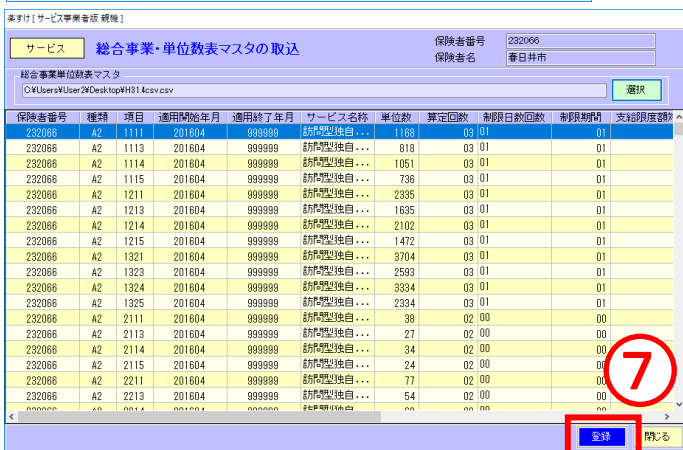 楽すけ[サービス事業者版 親機]
サービス 総合事業・単位数表マスタの取込
保険者番号 232066
保険者名 春日井市
総合事業単位数表マスタ
C:¥Users¥User2¥Desktop¥H31.4csv.csv 選択
保険者番号 種類 項目 適用開始年月 適用終了年月 サービス名称 単位数 算定回数 制限日数回数 制限期間 支給限度額
232066 A2 1111 201604 999999 訪問型独自... 1168 03 01 01
232066 A2 1113 201604 999999 訪問型独自... 818 03 01 01
232066 A2 1114 201604 999999 訪問型独自... 1051 03 01 01
232066 A2 1115 201604 999999 訪問型独自... 736 03 01 01
232066 A2 1211 201604 999999 訪問型独自... 2335 03 01 01
232066 A2 1213 201604 999999 訪問型独自... 1635 03 01 01
232066 A2 1214 201604 999999 訪問型独自... 2102 03 01 01
232066 A2 1215 201604 999999 訪問型独自... 1472 03 01 01
232066 A2 1321 201604 999999 訪問型独自... 3704 03 01 01
232066 A2 1323 201604 999999 訪問型独自... 2593 03 01 01
232066 A2 1324 201604 999999 訪問型独自... 3334 03 01 01
232066 A2 1325 201604 999999 訪問型独自... 2334 03 01 01
232066 A2 2111 201604 999999 訪問型独自... 38 02 00 00
232066 A2 2113 201604 999999 訪問型独自... 27 02 00 00
232066 A2 2114 201604 999999 訪問型独自... 34 02 00 00
232066 A2 2115 201604 999999 訪問型独自... 24 02 00 00
232066 A2 2211 201604 999999 訪問型独自... 77 02 00 00
232066 A2 2213 201604 999999 訪問型独自... 54 02 00 00
⑦
登録 閉じる